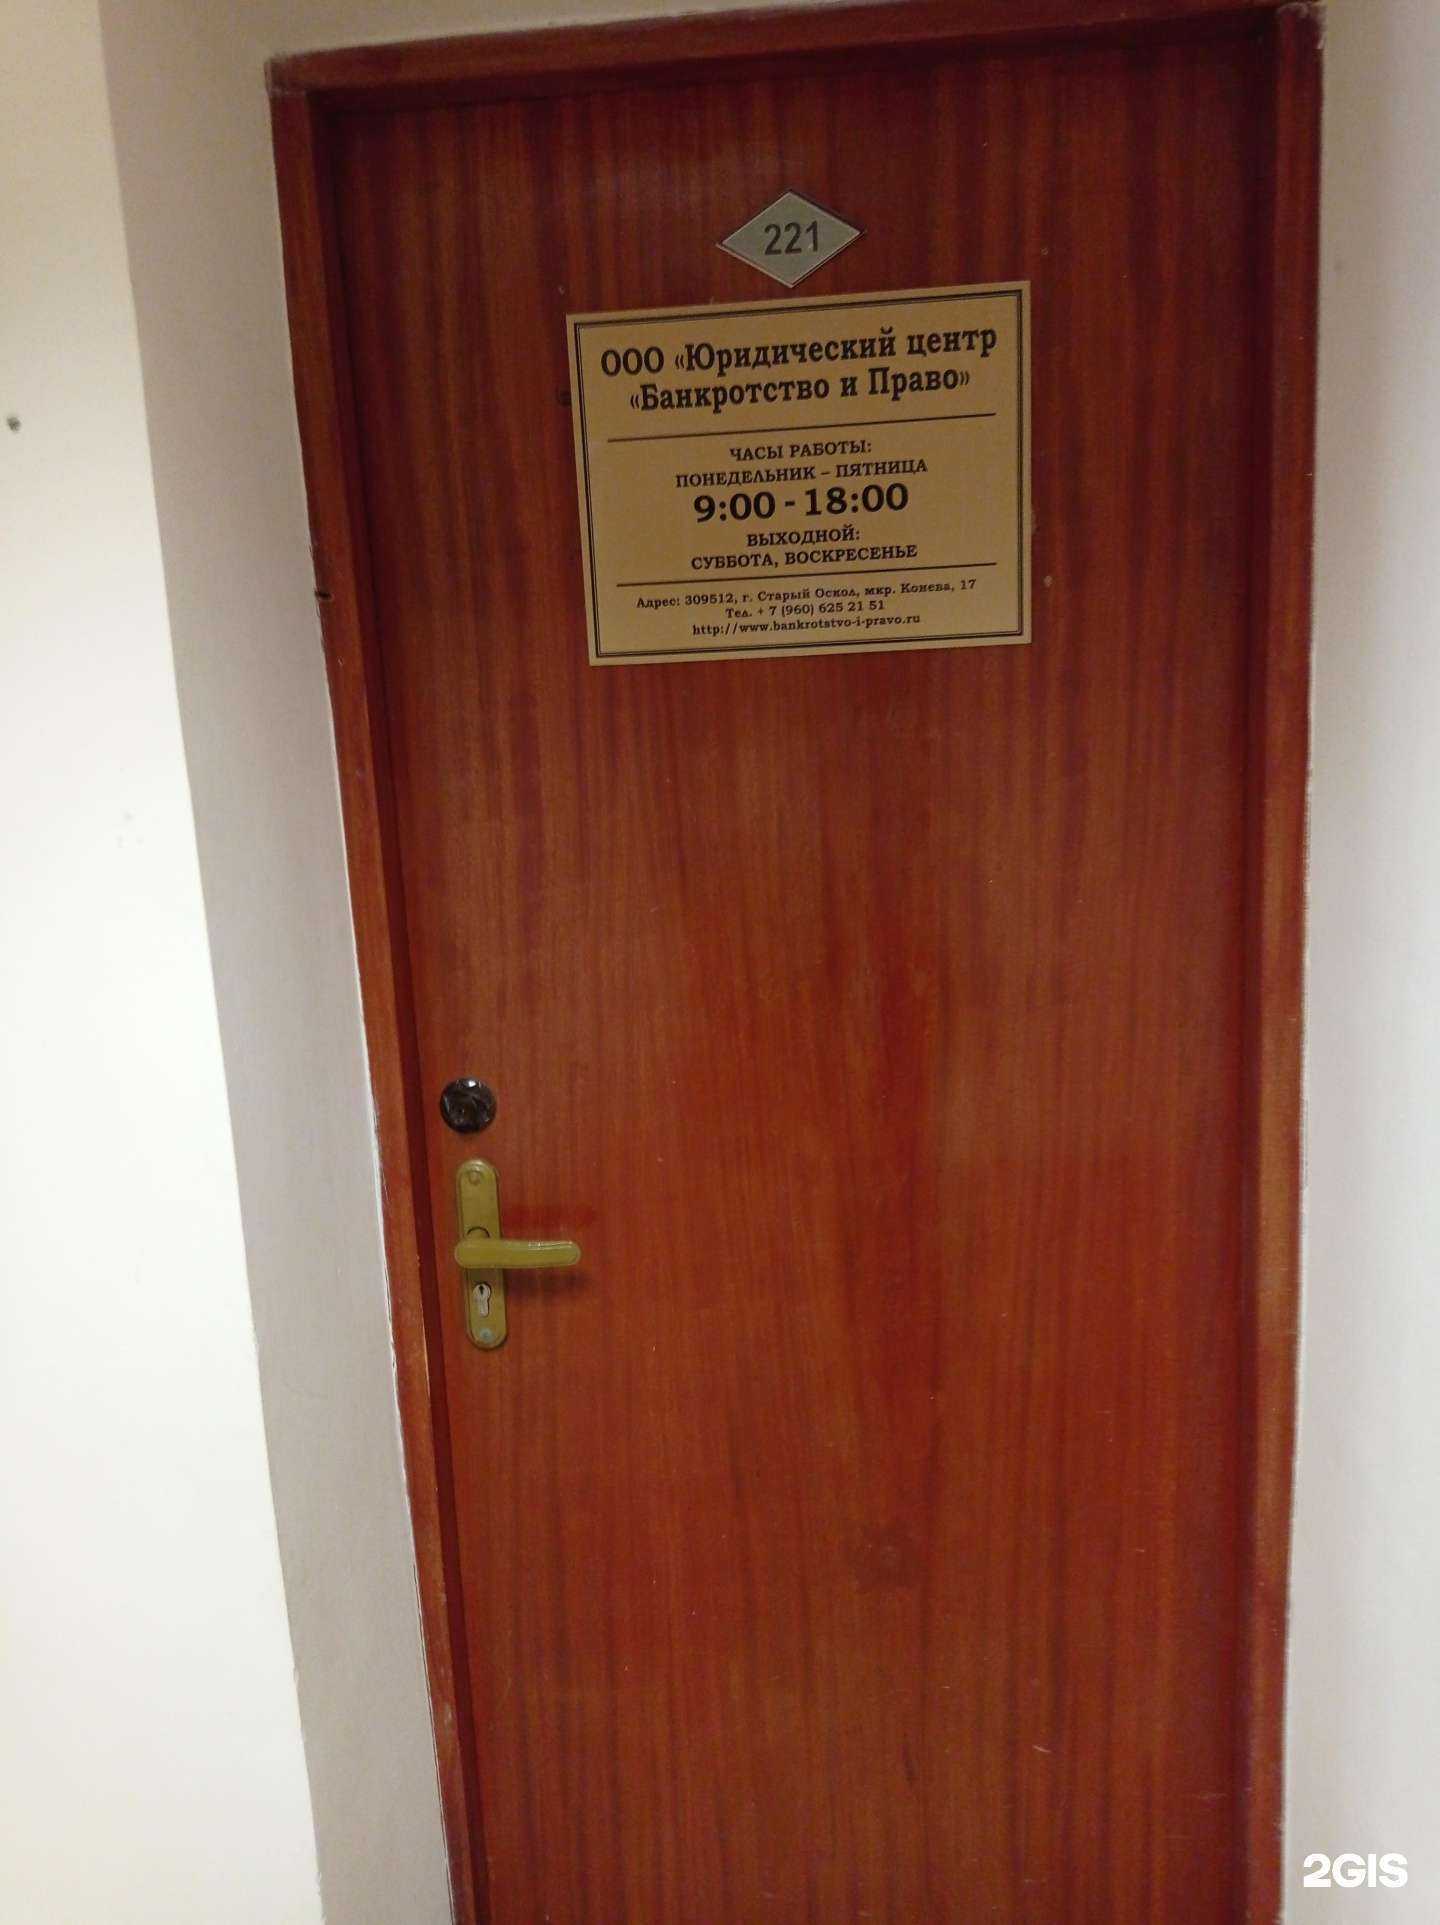 221
ООО «Юридический центр
«Банкротство и Право»
ЧАСЫ РАБОТЫ:
ПОНЕДЕЛЬНИК – ПЯТНИЦА
9:00 - 18:00
ВЫХОДНОЙ:
СУББОТА, ВОСКРЕСЕНЬЕ
Адрес: 309512, г. Старый Оскол, мкр. Конева, 17
Тел. + 7 (960) 625 21 51
http://www.bankrotstvo-i-pravo.ru
2GIS